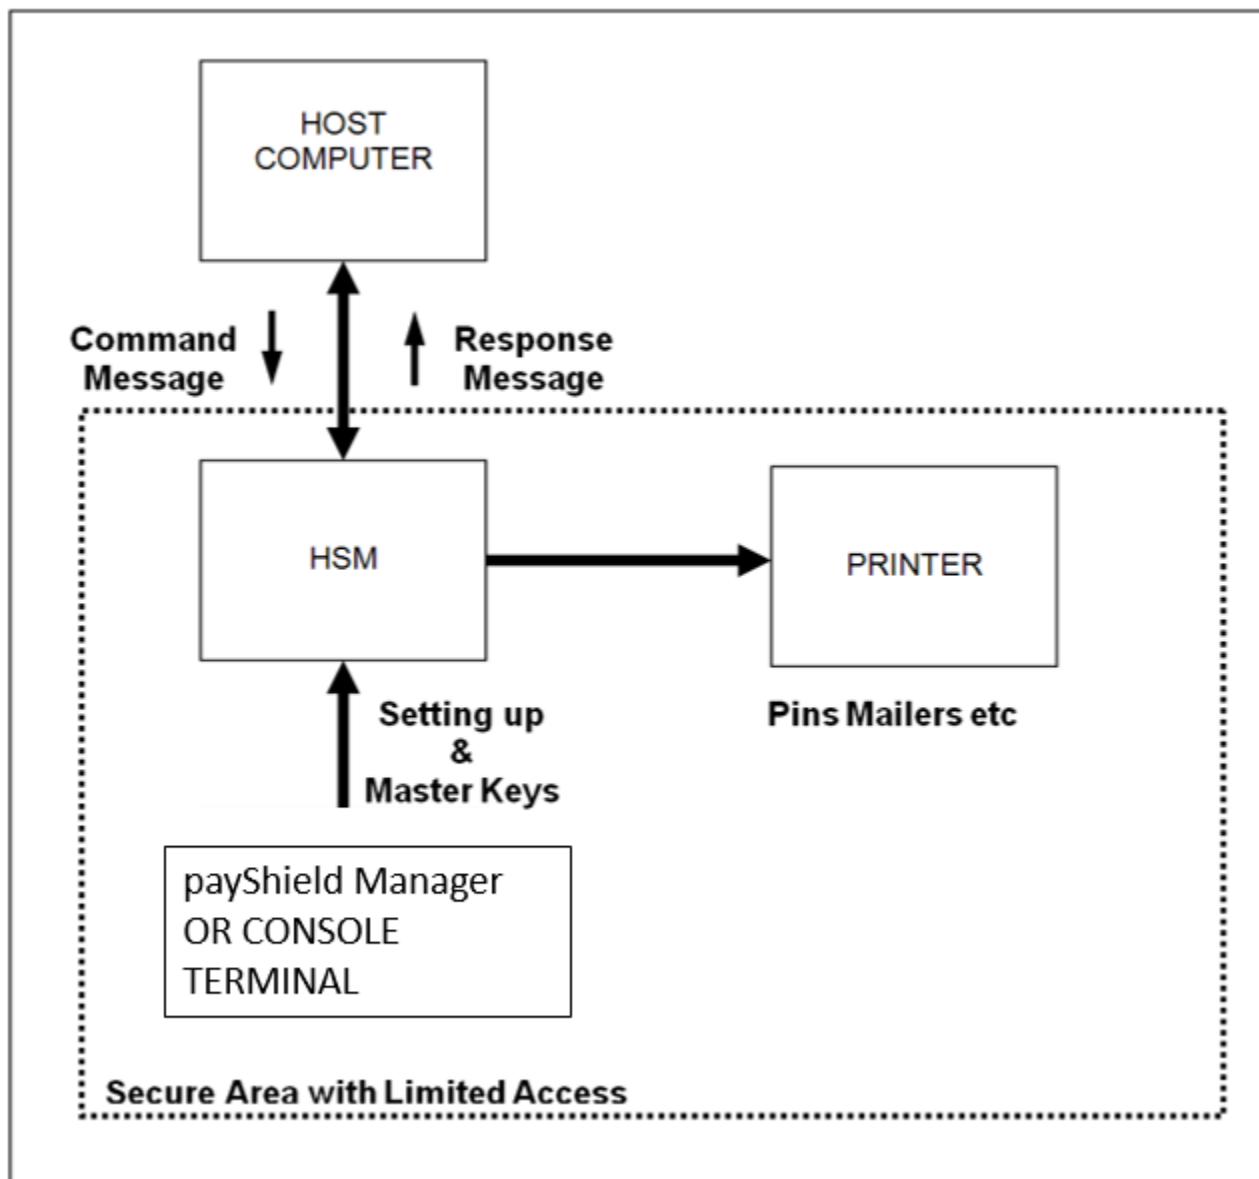 HOST
COMPUTER
Command
Message
Response
Message
HSM
PRINTER
Setting up
&
Master Keys
Pins Mailers etc
payShield Manager
OR CONSOLE
TERMINAL
Secure Area with Limited Access